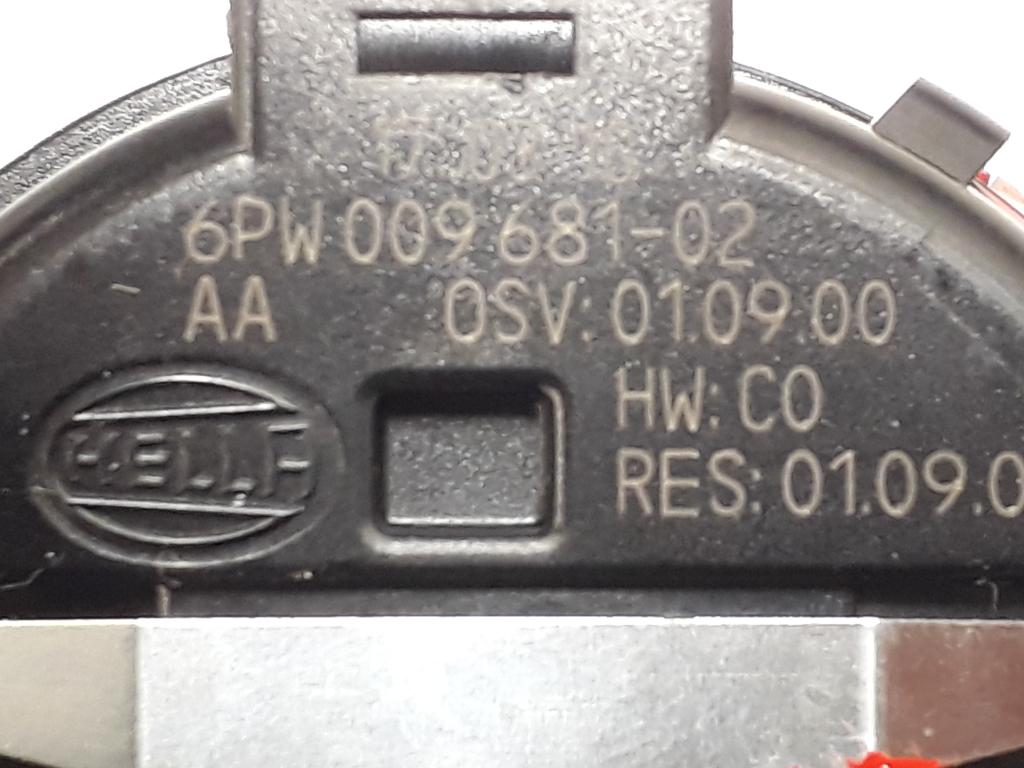 6PW 009 681-02
AA OSV: 01.09.00
HELLA
HW: C0
RES: 01.09.0